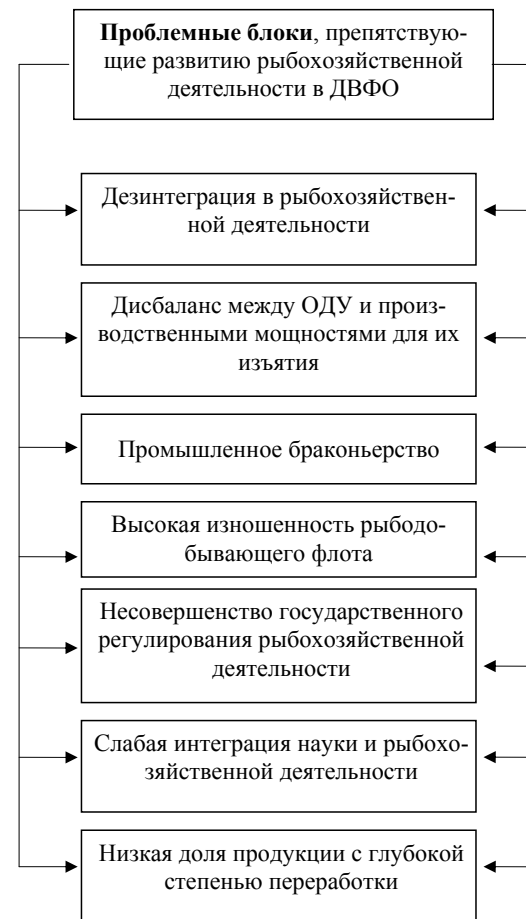 Проблемные блоки, препятствую-
щие развитию рыбохозяйственной
деятельности в ДВФО
Дезинтеграция в рыбохозяйствен-
ной деятельности
Дисбаланс между ОДУ и произ-
водственными мощностями для их
изъятия
Промышленное браконьерство
Высокая изношенность рыбодо-
бывающего флота
Несовершенство государственного
регулирования рыбохозяйственной
деятельности
Слабая интеграция науки и рыбохо-
зяйственной деятельности
Низкая доля продукции с глубокой
степенью переработки